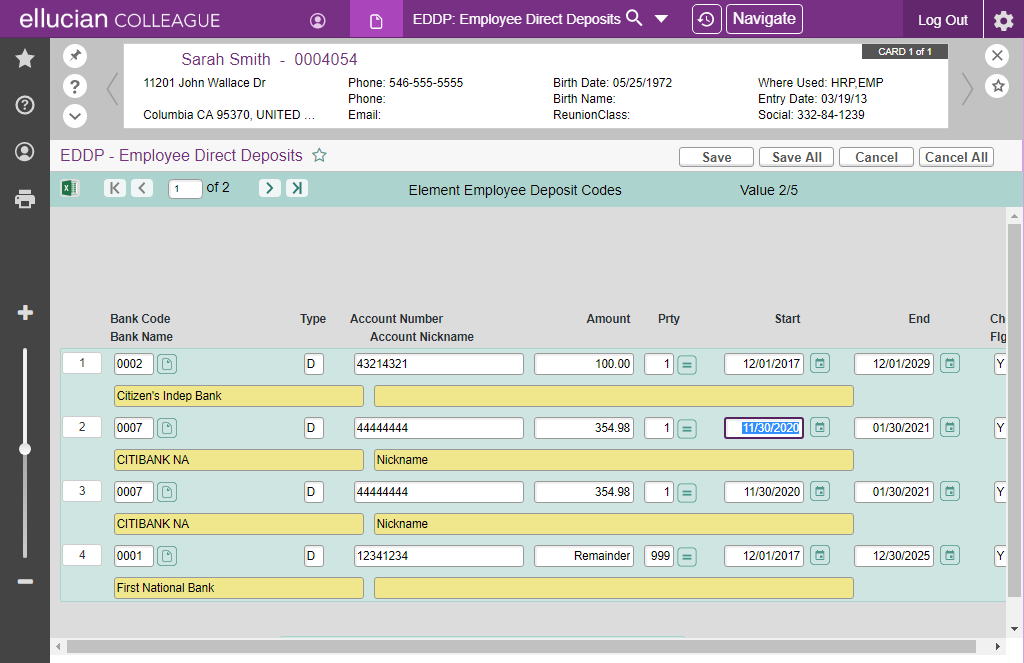 ellucian COLLEAGUE EDDP: Employee Direct Deposits Navigate Log Out
CARD 1 of 1
Sarah Smith - 0004054
11201 John Wallace Dr Phone: 546-555-5555 Birth Date: 05/25/1972 Where Used: HRP,EMP
Phone: Birth Name: Entry Date: 03/19/13
Columbia CA 95370, UNITED ... Email: ReunionClass: Social: 332-84-1239
EDDP - Employee Direct Deposits Save Save All Cancel Cancel All
1 of 2 Element Employee Deposit Codes Value 2/5
Bank Code Type Account Number Amount Prty Start End Ch
Bank Name Account Nickname Flg
1 0002 D 43214321 100.00 1 12/01/2017 12/01/2029 Y
Citizen's Indep Bank
2 0007 D 44444444 354.98 1 11/30/2020 01/30/2021 Y
CITIBANK NA Nickname
3 0007 D 44444444 354.98 1 11/30/2020 01/30/2021 Y
CITIBANK NA Nickname
4 0001 D 12341234 Remainder 999 12/01/2017 12/30/2025 Y
First National Bank